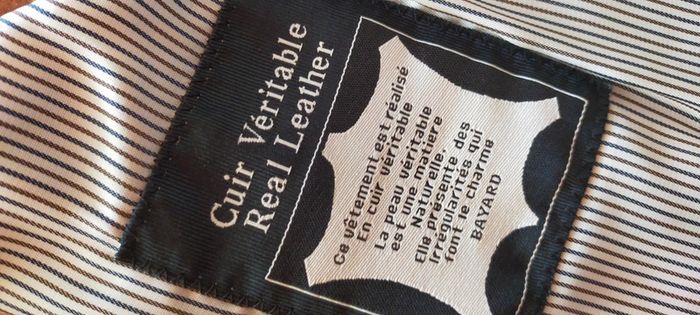 Cuir Véritable
Real Leather
Ce vêtement est réalisé
En cuir véritable
La peau véritable
est une matiere
Naturelle.
Elle présente des
irrégularités qui
font le charme
BAYARD